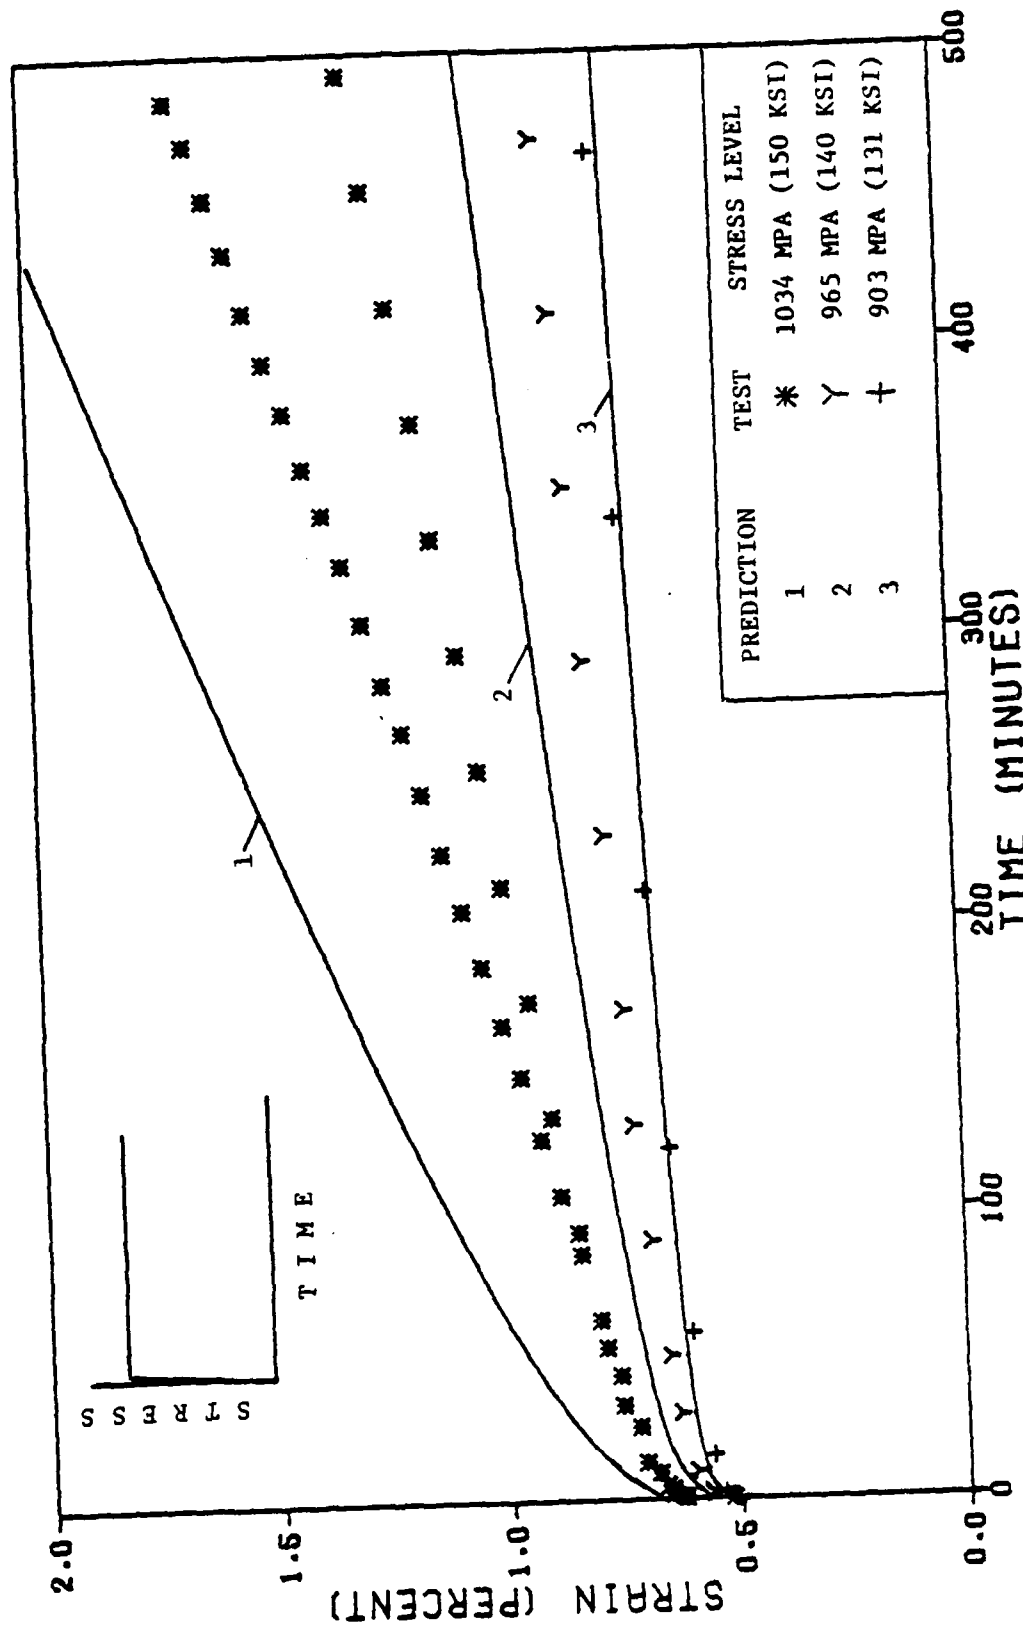 STRESS
TIME
STRAIN (PERCENT)
2.0
1.5
1.0
0.5
0.0
1
2
3
PREDICTION TEST STRESS LEVEL
1 1034 MPA (150 KSI)
2 Y 965 MPA (140 KSI)
3 + 903 MPA (131 KSI)
0 100 200 300 400 500
TIME (MINUTES)